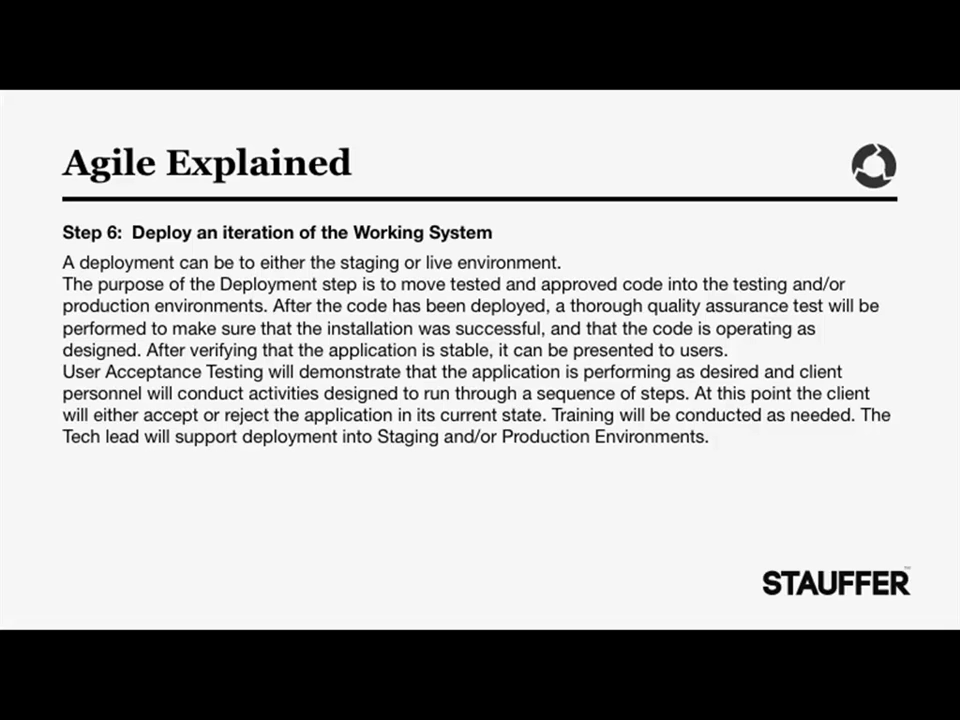 Agile Explained
Step 6: Deploy an iteration of the Working System
A deployment can be to either the staging or live environment.
The purpose of the Deployment step is to move tested and approved code into the testing and/or
production environments. After the code has been deployed, a thorough quality assurance test will be
performed to make sure that the installation was successful, and that the code is operating as
designed. After verifying that the application is stable, it can be presented to users.
User Acceptance Testing will demonstrate that the application is performing as desired and client
personnel will conduct activities designed to run through a sequence of steps. At this point the client
will either accept or reject the application in its current state. Training will be conducted as needed. The
Tech lead will support deployment into Staging and/or Production Environments.
STAUFFER™